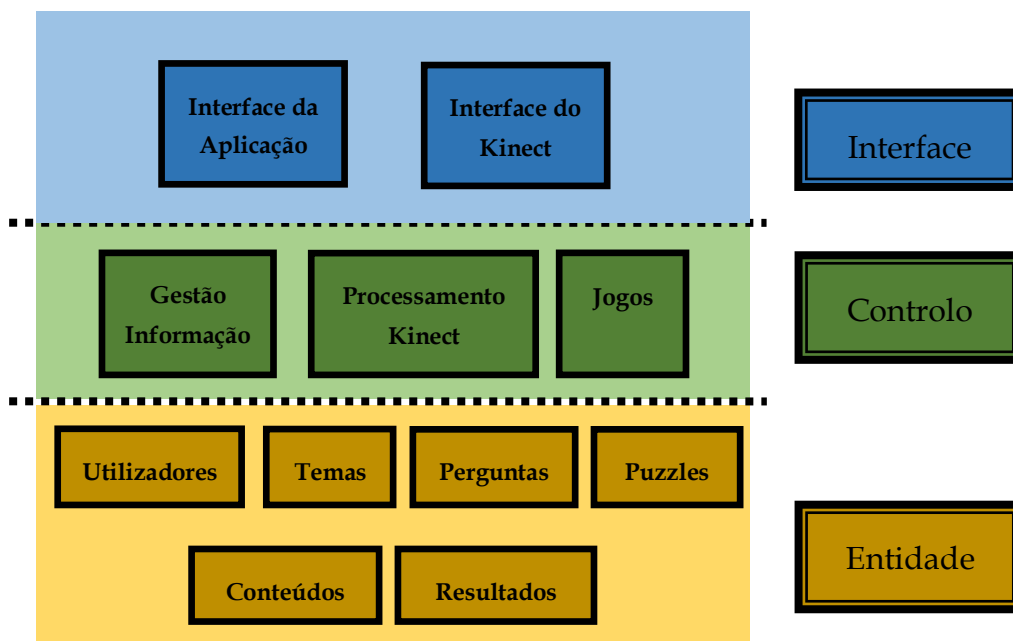 Interface da
Aplicação
Interface do
Kinect
Interface
Gestão
Informação
Processamento
Kinect
Jogos
Controlo
Utilizadores
Temas
Perguntas
Puzzles
Conteúdos
Resultados
Entidade